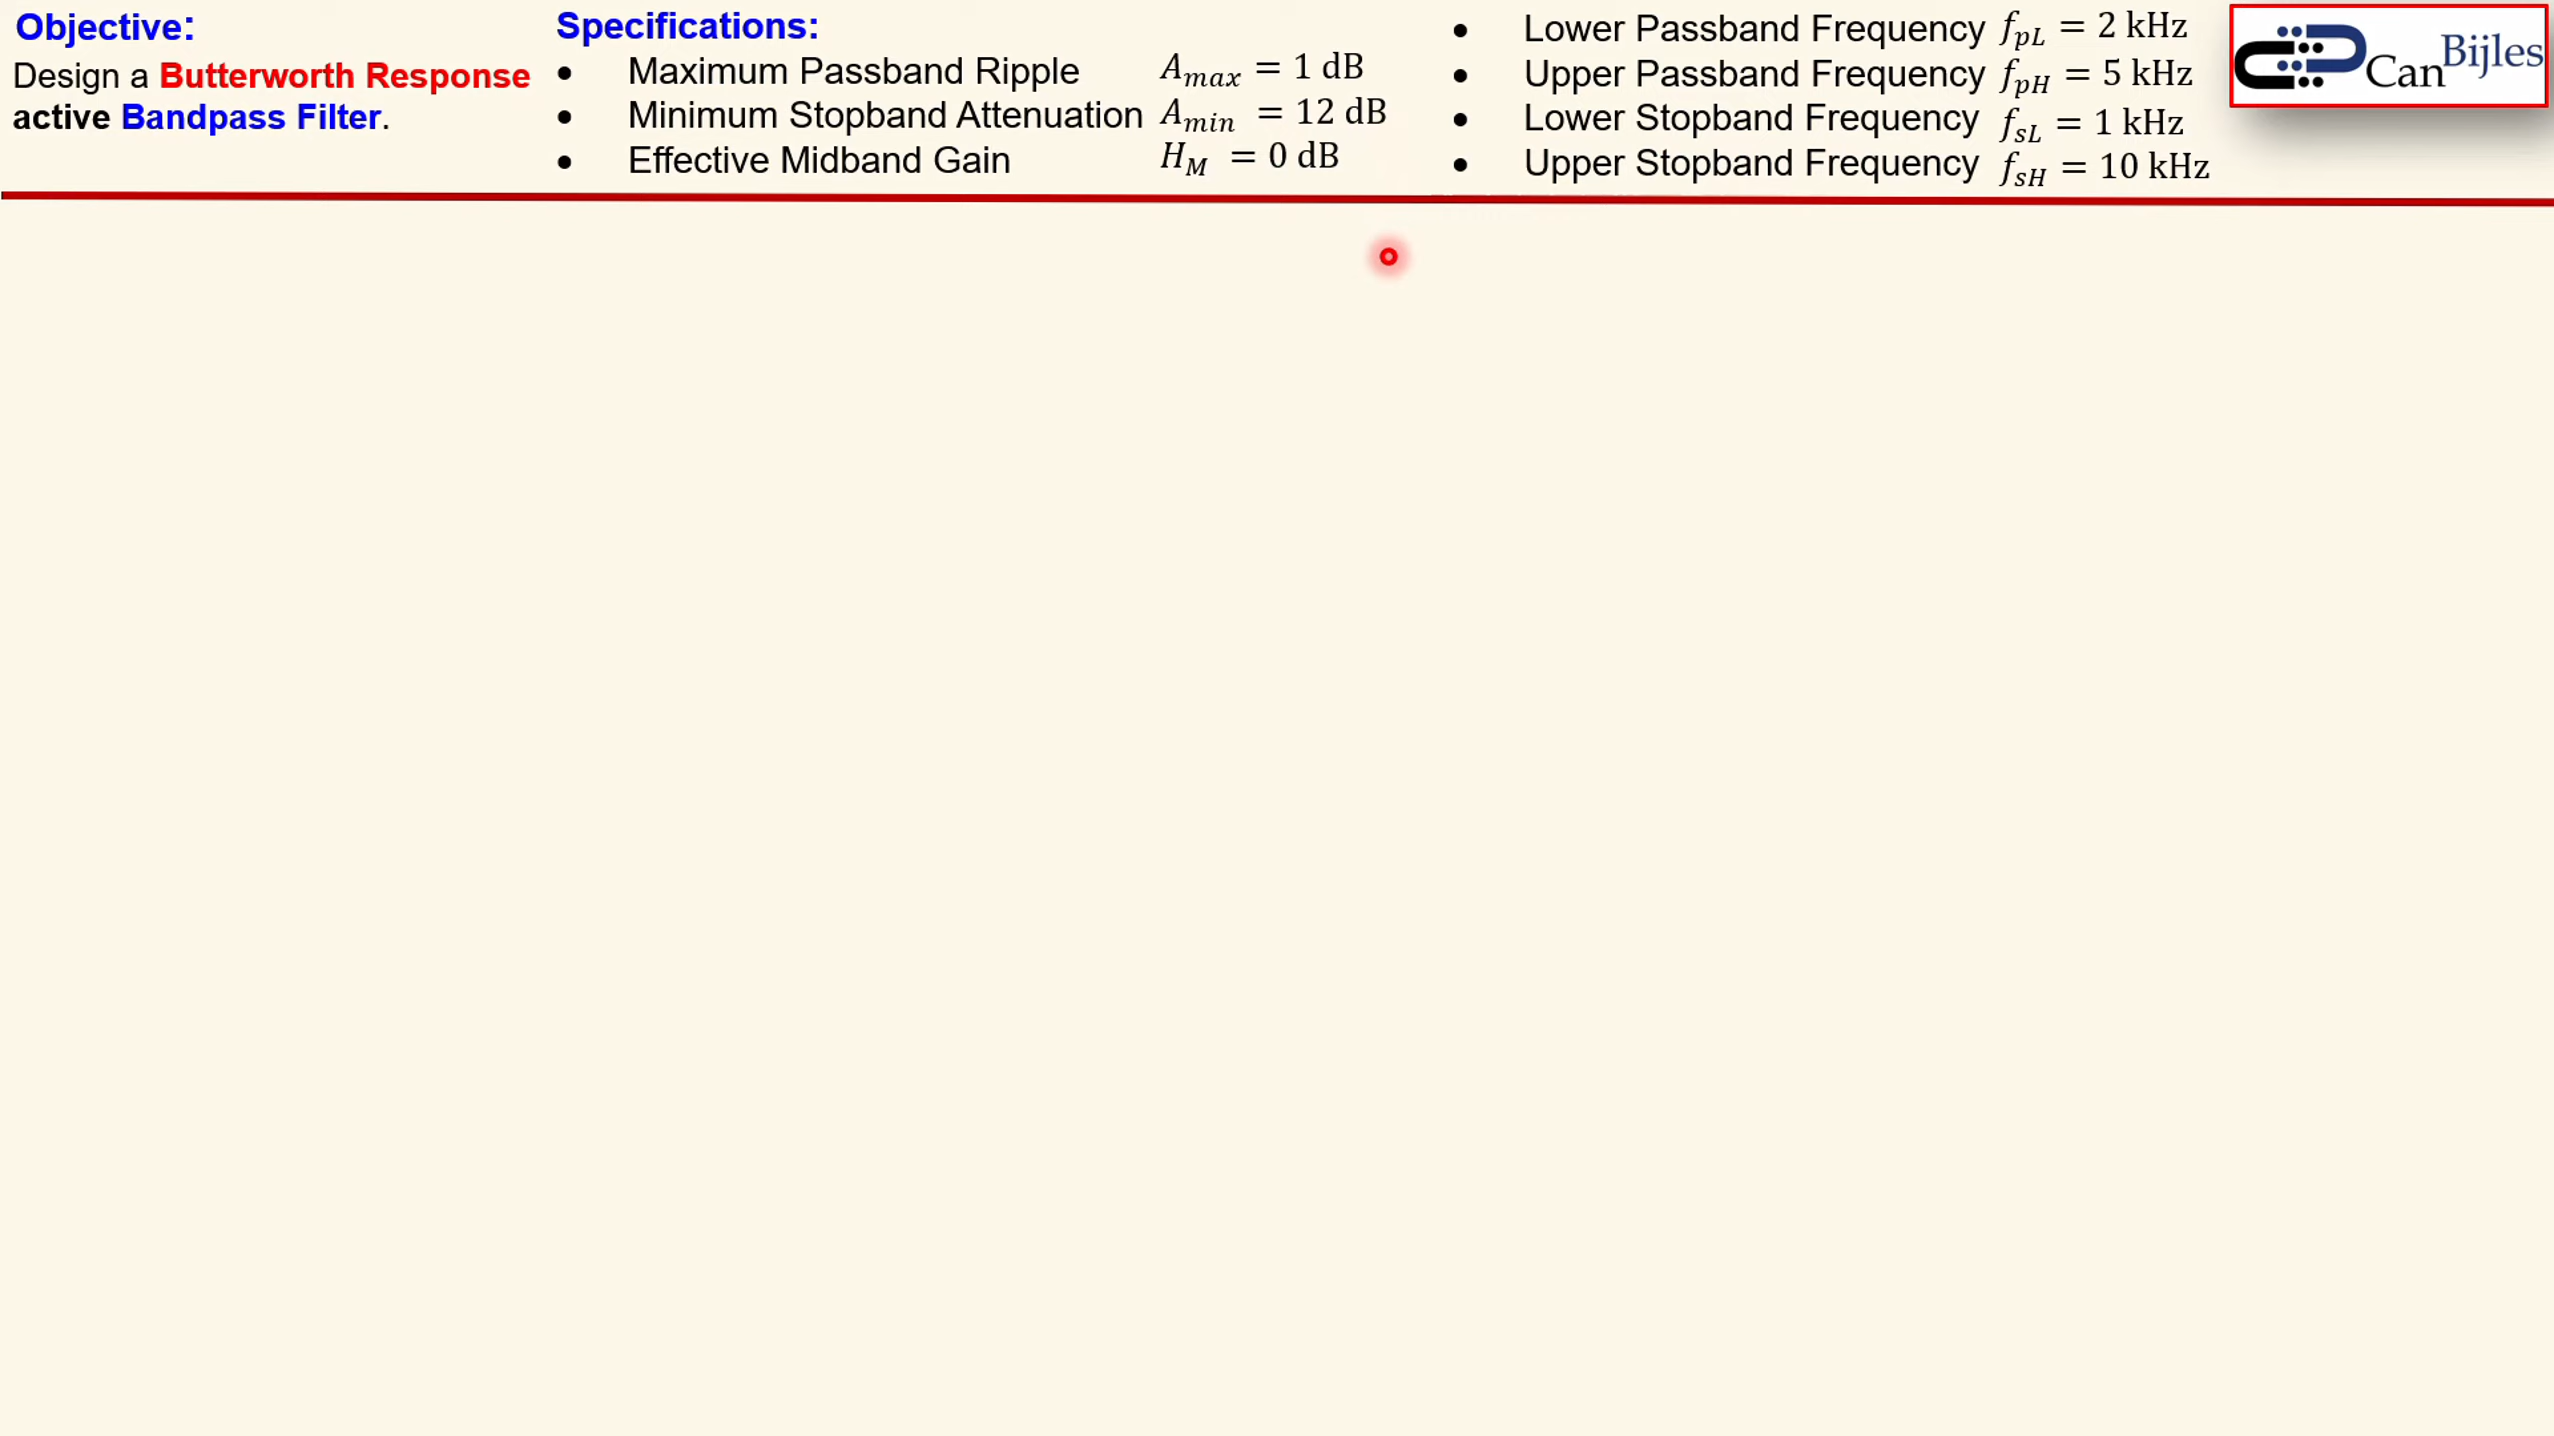 Objective:
Design a Butterworth Response
active Bandpass Filter.
Specifications:
• Maximum Passband Ripple A_max = 1 dB
• Minimum Stopband Attenuation A_min = 12 dB
• Effective Midband Gain H_M = 0 dB
• Lower Passband Frequency f_pL = 2 kHz
• Upper Passband Frequency f_pH = 5 kHz
• Lower Stopband Frequency f_sL = 1 kHz
• Upper Stopband Frequency f_sH = 10 kHz
Can Bijles